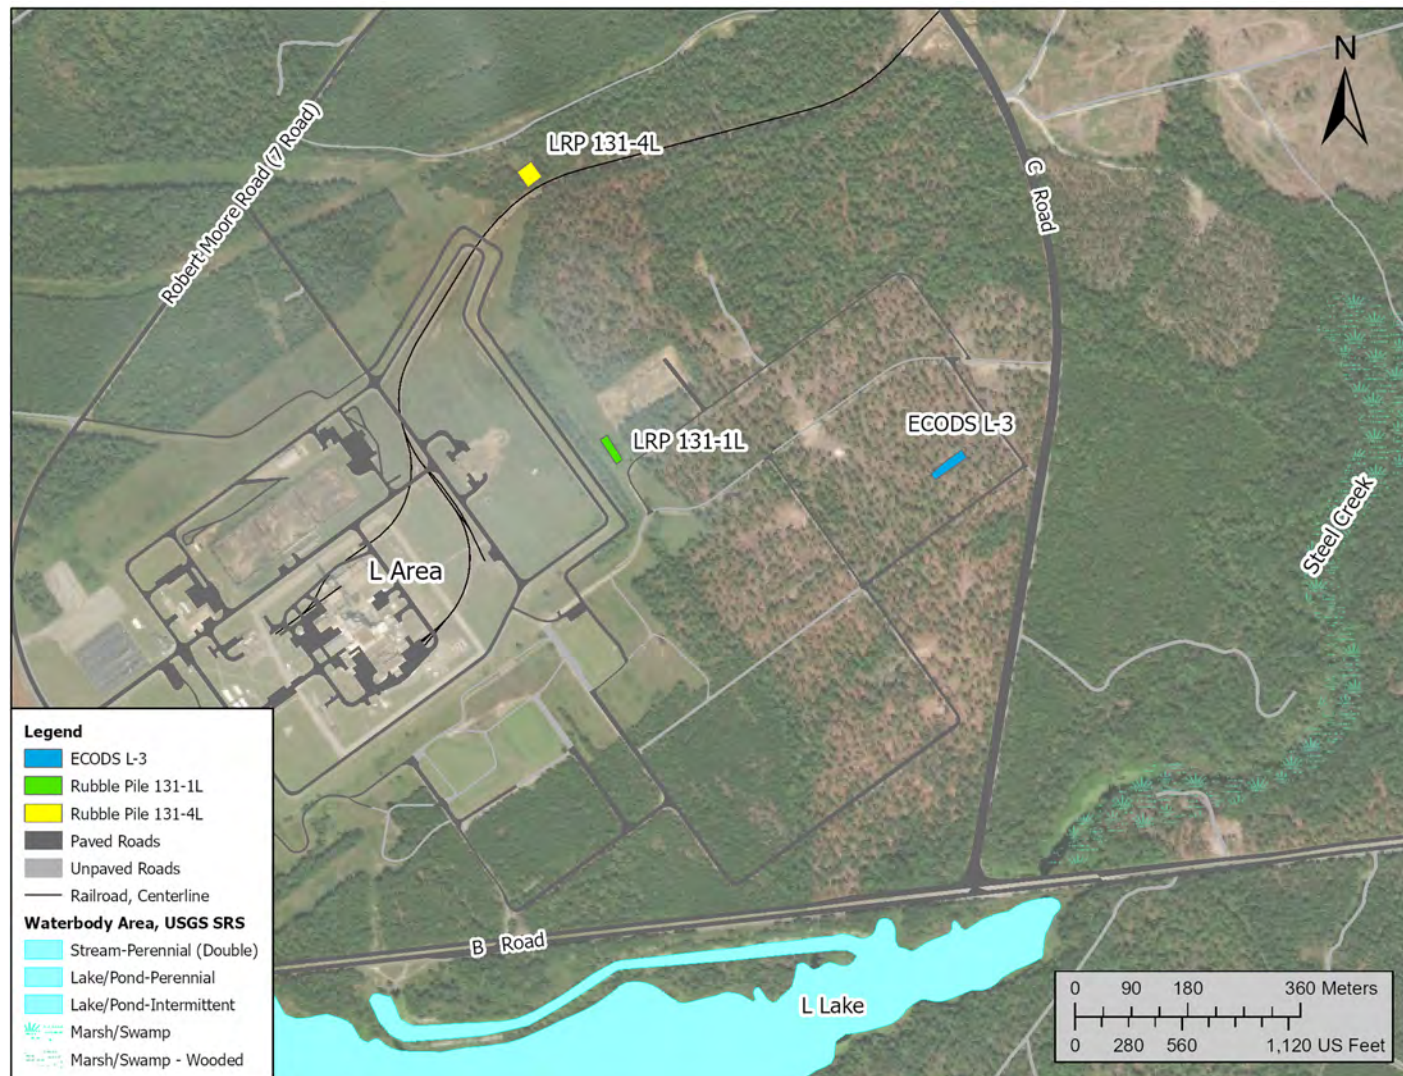 N
LRP 131-4L
Robert Moore Road (7 Road)
C Road
ECODS L-3
LRP 131-1L
Steel Creek
L Area
Legend
ECODS L-3
Rubble Pile 131-1L
Rubble Pile 131-4L
Paved Roads
Unpaved Roads
Railroad, Centerline
Waterbody Area, USGS SRS
Stream-Perennial (Double)
Lake/Pond-Perennial
Lake/Pond-Intermittent
Marsh/Swamp
Marsh/Swamp - Wooded
B Road
L Lake
0 90 180 360 Meters
0 280 560 1,120 US Feet